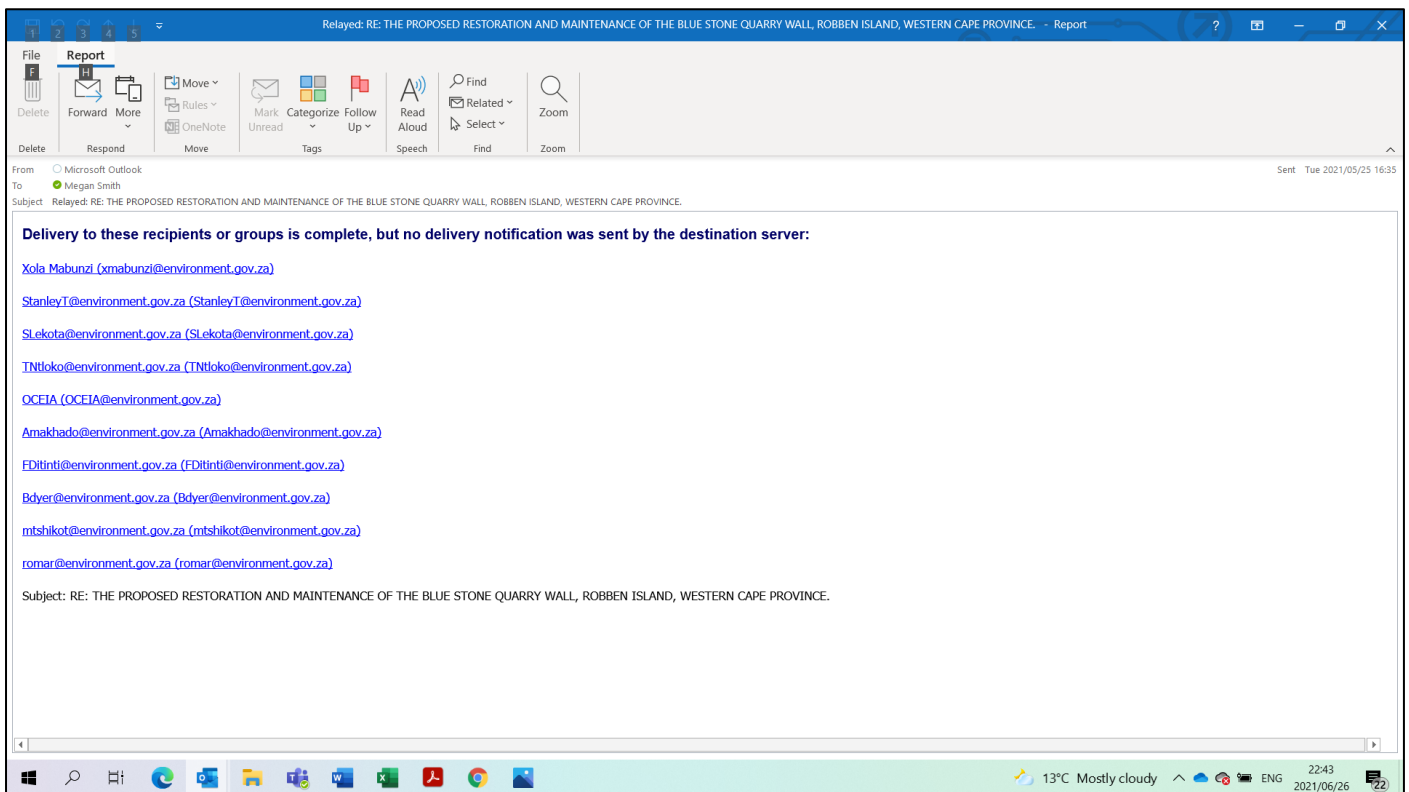 Relayed: RE: THE PROPOSED RESTORATION AND MAINTENANCE OF THE BLUE STONE QUARRY WALL, ROBBEN ISLAND, WESTERN CAPE PROVINCE. - Report ?
1 2 3 4 5
File Report
F H
Delete Forward More Move Rules OneNote Mark Unread Categorize Follow Up Read Aloud Find Related Select Zoom
Delete Respond Move Tags Speech Find Zoom
From Microsoft Outlook Sent Tue 2021/05/25 16:35
To Megan Smith
Subject Relayed: RE: THE PROPOSED RESTORATION AND MAINTENANCE OF THE BLUE STONE QUARRY WALL, ROBBEN ISLAND, WESTERN CAPE PROVINCE.
Delivery to these recipients or groups is complete, but no delivery notification was sent by the destination server:
Xola Mabunzi (xmabunzi@environment.gov.za)
StanleyT@environment.gov.za (StanleyT@environment.gov.za)
SLekota@environment.gov.za (SLekota@environment.gov.za)
TNtloko@environment.gov.za (TNtloko@environment.gov.za)
OCEIA (OCEIA@environment.gov.za)
Amakhado@environment.gov.za (Amakhado@environment.gov.za)
FDitinti@environment.gov.za (FDitinti@environment.gov.za)
Bdyer@environment.gov.za (Bdyer@environment.gov.za)
mtshikot@environment.gov.za (mtshikot@environment.gov.za)
romar@environment.gov.za (romar@environment.gov.za)
Subject: RE: THE PROPOSED RESTORATION AND MAINTENANCE OF THE BLUE STONE QUARRY WALL, ROBBEN ISLAND, WESTERN CAPE PROVINCE.
13°C Mostly cloudy ENG 22:43
2021/06/26 22